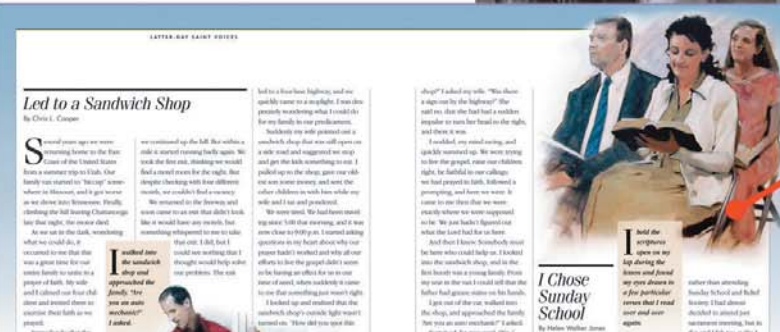 LATTER-DAY SAINT VOICES
Led to a Sandwich Shop
By Chris L. Cooper
Several years ago we were
returning home to the East
Coast of the United States
from a summer trip to Utah. Our
family van started to "hiccup" some-
where in Missouri, and it got worse
as we drove into Tennessee. Finally,
climbing the hill leaving Chattanooga
late that night, the motor died.
As we sat in the dark, wondering
what we could do, it
occurred to me that this
was a great time for our
entire family to unite in a
prayer of faith. My wife
and I calmed our four chil-
dren and invited them to
exercise their faith as we
prayed.
we continued up the hill. But within a
mile it started running badly again. We
took the first exit, thinking we would
find a motel room for the night. But
despite checking with four different
motels, we couldn't find a vacancy.
We returned to the freeway and
soon came to an exit that didn't look
like it would have any motels, but
something whispered to me to take
that exit. I did, but I
could see nothing that I
thought would help solve
our problem. The exit
I walked into
the sandwich
shop and
approached the
family. "Are
you an auto
mechanic?"
I asked.
led to a four-lane highway, and we
quickly came to a stoplight. I was des-
perately wondering what I could do
for my family in our predicament.
Suddenly my wife pointed out a
sandwich shop that was still open on
a side road and suggested we stop
and get the kids something to eat. I
pulled up to the shop, gave our old-
est son some money, and sent the
other children in with him while my
wife and I sat and pondered.
We were tired. We had been travel-
ing since 5:00 that morning, and it was
now close to 9:00 p.m. I started asking
questions in my heart about why our
prayer hadn't worked and why all our
efforts to live the gospel didn't seem
to be having an effect for us in our
time of need, when suddenly it came
to me that something just wasn't right.
I looked up and realized that the
sandwich shop's outside light wasn't
turned on. "How did you spot this
shop?" I asked my wife. "Was there
a sign out by the highway?" She
said no, that she had had a sudden
impulse to turn her head to the right,
and there it was.
I nodded, my mind racing, and
quickly summed up. We were trying
to live the gospel, raise our children
right, be faithful in our callings;
we had prayed in faith, followed a
prompting, and here we were. It
came to me then that we were
exactly where we were supposed
to be. We just hadn't figured out
what the Lord had for us here.
And then I knew: Somebody must
be here who could help us. I looked
into the sandwich shop, and in the
first booth was a young family. From
my seat in the van I could tell that the
father had grease stains on his hands.
I got out of the car, walked into
the shop, and approached the family.
"Are you an auto mechanic?" I asked.
I Chose
Sunday
School
By Helen Walker Jones
I held the
scriptures
open on my
lap during the
lesson and found
my eyes drawn to
a few particular
verses that I read
over and over
again.
rather than attending
Sunday School and Relief
Society. I had almost
decided to attend just
sacrament meeting, but in